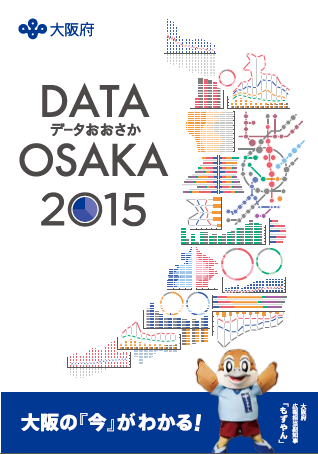 大阪府
DATA
データおおさか
OSAKA
2015
大阪の『今』がわかる!
大阪府
広報担当副知事
「もずやん」